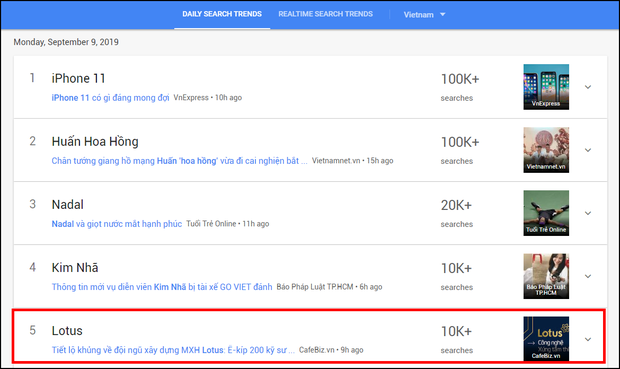 DAILY SEARCH TRENDS REALTIME SEARCH TRENDS Vietnam
Monday, September 9, 2019
1 iPhone 11 100K+
iPhone 11 có gì đáng mong đợi VnExpress • 10h ago searches
VnExpress
2 Huấn Hoa Hồng 100K+
Chân tướng giang hồ mạng Huấn 'hoa hồng' vừa đi cai nghiện bắt ... Vietnamnet.vn • 15h ago searches
Vietnamnet.vn
3 Nadal 20K+
Nadal và giọt nước mắt hạnh phúc Tuổi Trẻ Online • 11h ago searches
Tuổi Trẻ Online
4 Kim Nhã 10K+
Thông tin mới vụ diễn viên Kim Nhã bị tài xế GO VIET đánh Báo Pháp Luật TP.HCM • 6h ago searches
Báo Pháp Luật
TP.HCM
5 Lotus 10K+
Tiết lộ khủng về đội ngũ xây dựng MXH Lotus: Ê-kíp 200 kỹ sư ... CafeBiz.vn • 9h ago searches
Lotus
Công nghệ
CafeBiz.vn